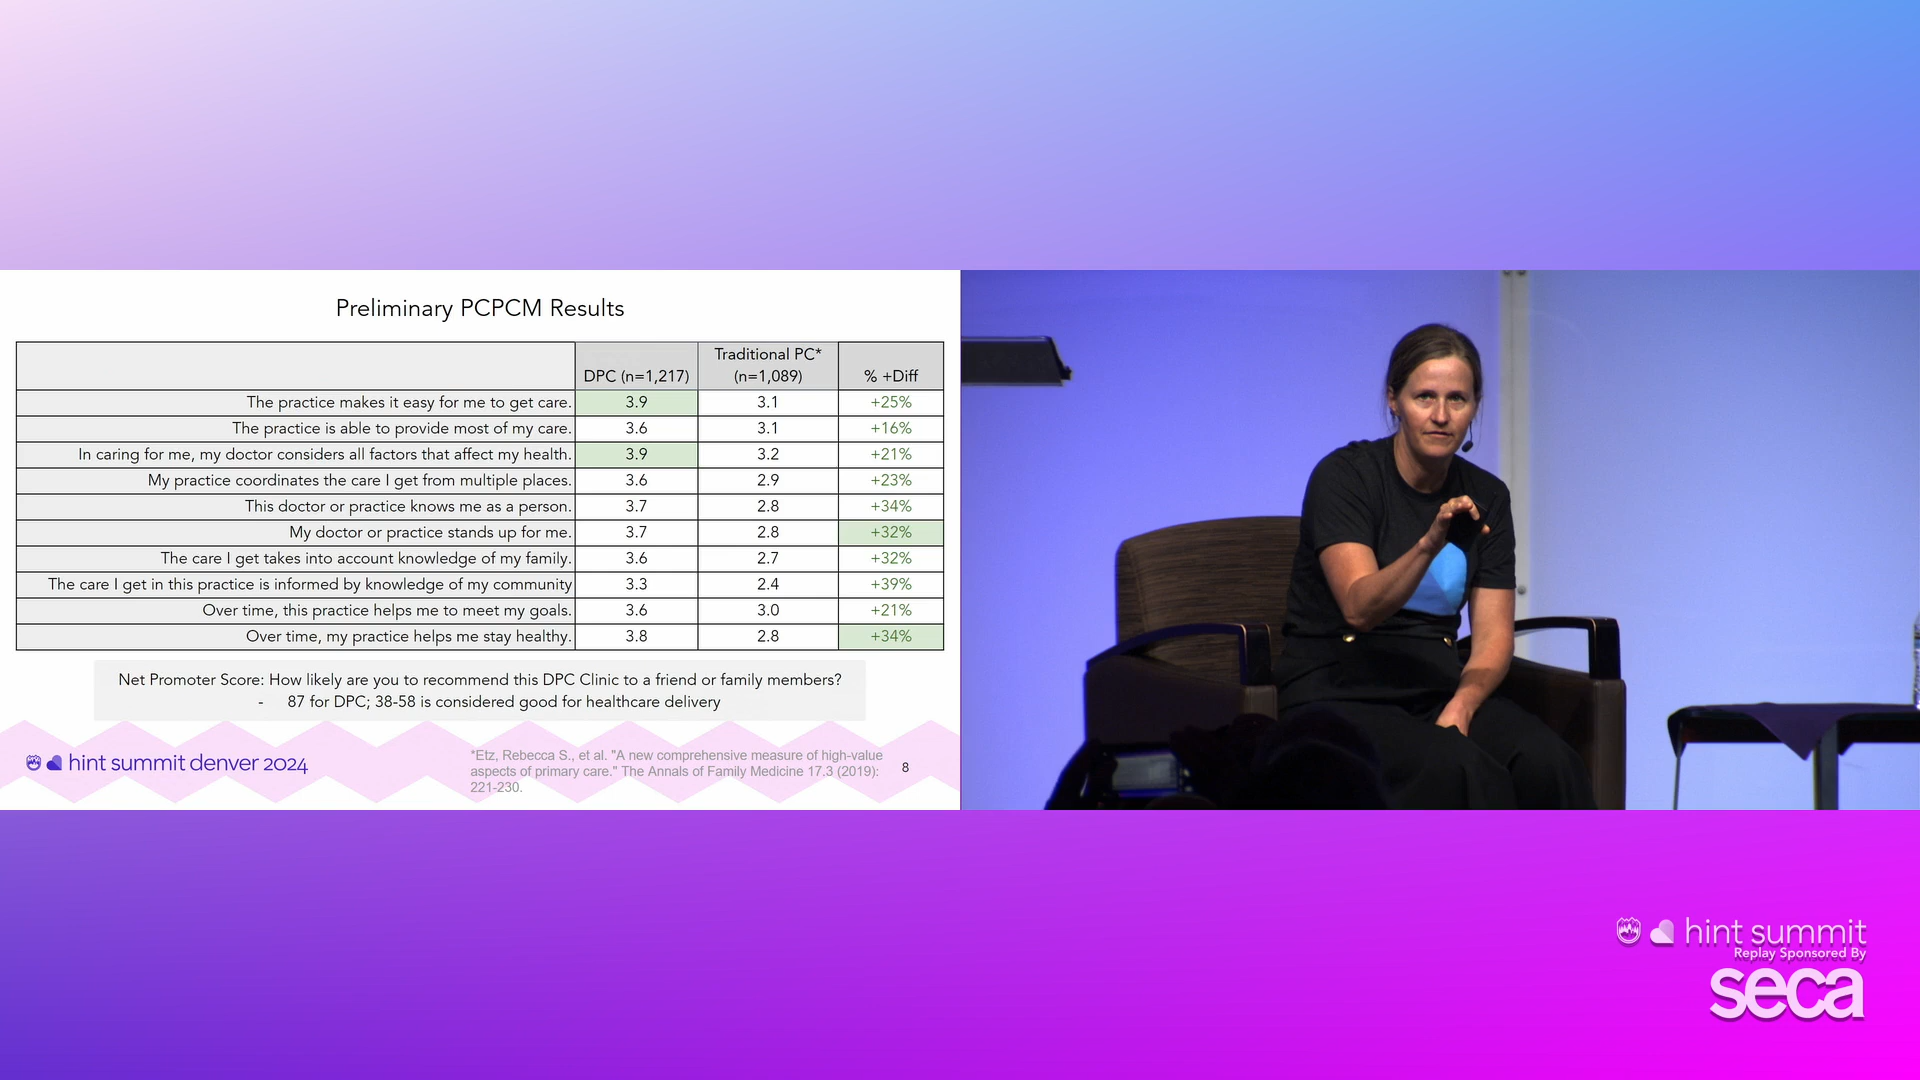 Preliminary PCPCM Results
DPC (n=1,217) Traditional PC* (n=1,089) % +Diff
The practice makes it easy for me to get care. 3.9 3.1 +25%
The practice is able to provide most of my care. 3.6 3.1 +16%
In caring for me, my doctor considers all factors that affect my health. 3.9 3.2 +21%
My practice coordinates the care I get from multiple places. 3.6 2.9 +23%
This doctor or practice knows me as a person. 3.7 2.8 +34%
My doctor or practice stands up for me. 3.7 2.8 +32%
The care I get takes into account knowledge of my family. 3.6 2.7 +32%
The care I get in this practice is informed by knowledge of my community 3.3 2.4 +39%
Over time, this practice helps me to meet my goals. 3.6 3.0 +21%
Over time, my practice helps me stay healthy. 3.8 2.8 +34%
Net Promoter Score: How likely are you to recommend this DPC Clinic to a friend or family members?
- 87 for DPC; 38-58 is considered good for healthcare delivery
hint summit denver 2024
*Etz, Rebecca S., et al. "A new comprehensive measure of high-value
aspects of primary care." The Annals of Family Medicine 17.3 (2019):
221-230.
8
hint summit
Replay Sponsored By
seca